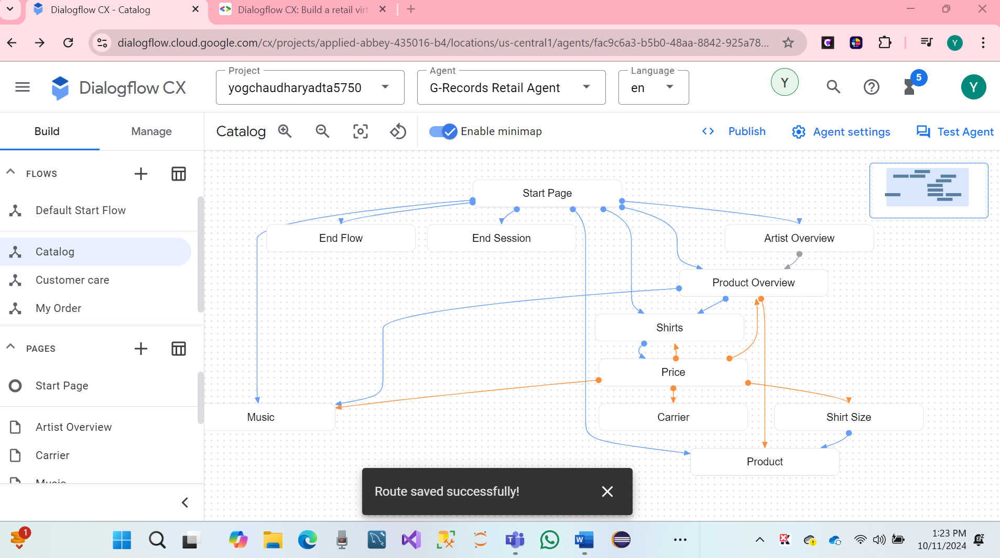 Dialogflow CX - Catalog
Dialogflow CX: Build a retail virt
dialogflow.cloud.google.com/cx/projects/applied-abbey-435016-b4/locations/us-central1/agents/fac9c6a3-b5b0-48aa-8842-925a78...
Y
Dialogflow CX
Project
yogchaudharyadta5750
Agent
G-Records Retail Agent
Language
en
Y
5
Y
Build
Manage
Catalog
Enable minimap
Publish
Agent settings
Test Agent
FLOWS
Default Start Flow
Catalog
Customer care
My Order
PAGES
Start Page
Artist Overview
Carrier
Music
Start Page
End Flow
End Session
Artist Overview
Product Overview
Shirts
Price
Music
Carrier
Shirt Size
Product
Route saved successfully!
1
1:23 PM
10/11/2024